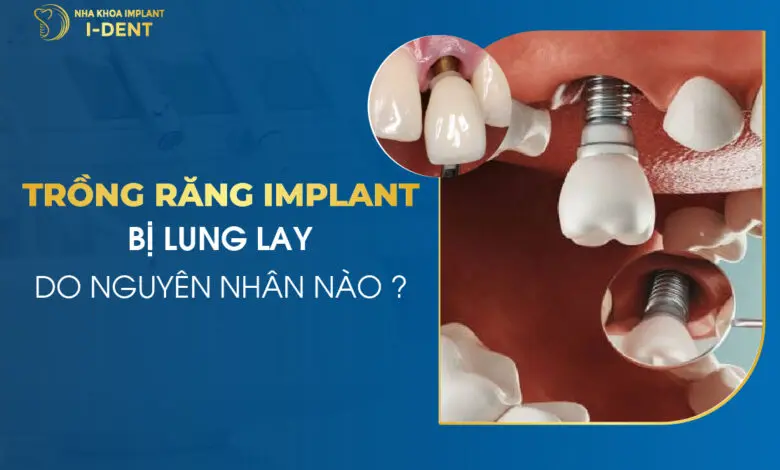 NHA KHOA IMPLANT
I-DENT
TRỒNG RĂNG IMPLANT
BỊ LUNG LAY
DO NGUYÊN NHÂN NÀO ?